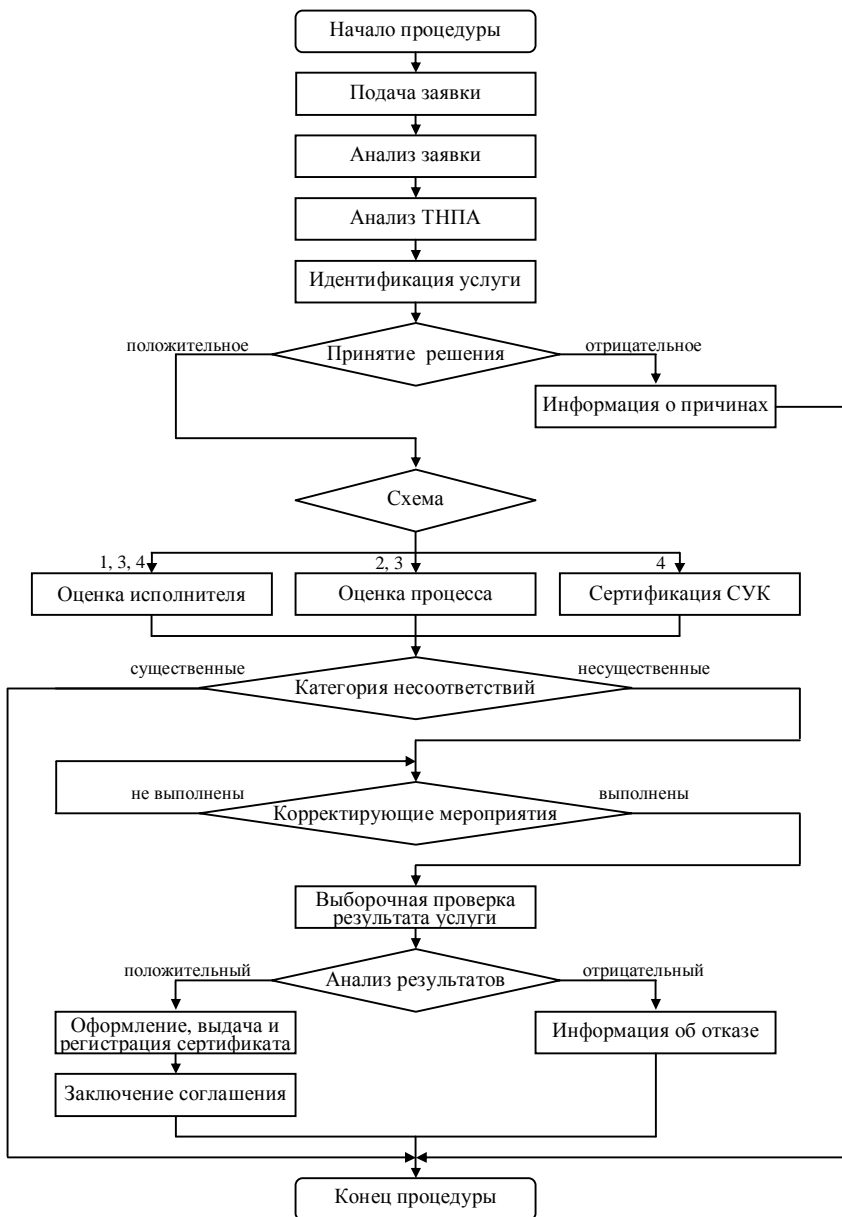 Начало процедуры
Подача заявки
Анализ заявки
Анализ ТНПА
Идентификация услуги
положительное
Принятие решения
отрицательное
Информация о причинах
Схема
1, 3, 4
2, 3
4
Оценка исполнителя
Оценка процесса
Сертификация СУК
существенные
несущественные
Категория несоответствий
не выполнены
выполнены
Корректирующие мероприятия
Выборочная проверка
результата услуги
положительный
Анализ результатов
отрицательный
Оформление, выдача и
регистрация сертификата
Информация об отказе
Заключение соглашения
Конец процедуры